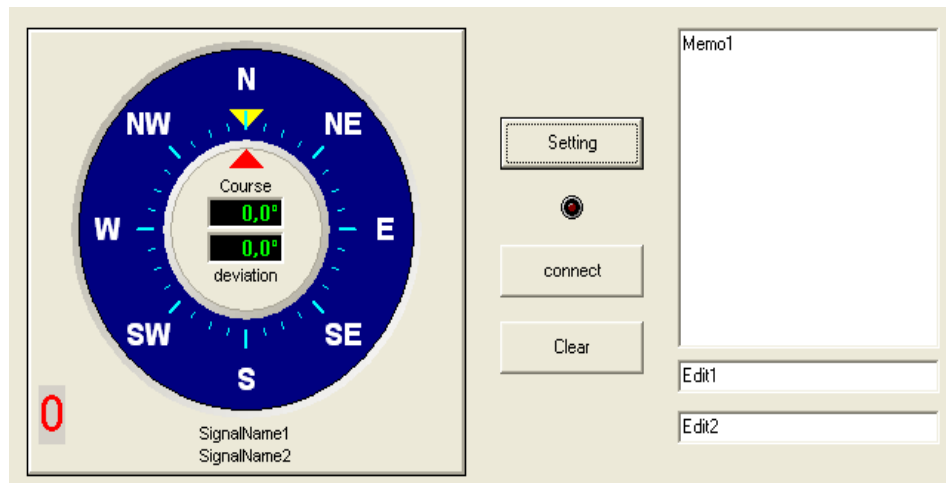 N
NW NE
Course
0,0°
W E
0,0°
deviation
SW SE
S
0
SignalName1
SignalName2
Setting
connect
Clear
Memo1
Edit1
Edit2